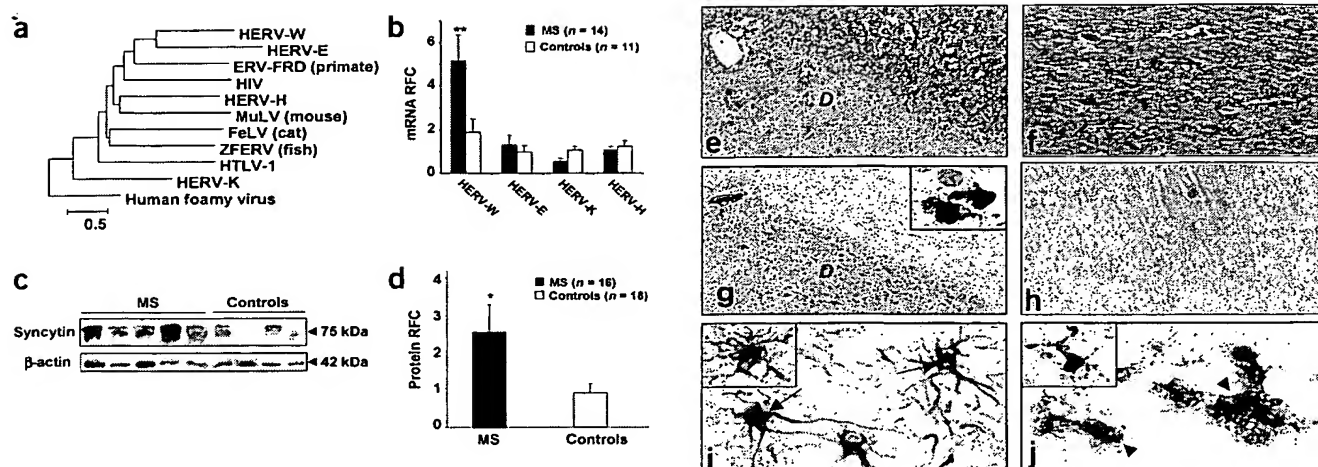 a
HERV-W
HERV-E
ERV-FRD (primate)
HIV
HERV-H
MuLV (mouse)
FeLV (cat)
ZFERV (fish)
HTLV-1
HERV-K
Human foamy virus
0.5
b
MS (n = 14)
Controls (n = 11)
mRNA RFC
6
4
2
0
**
HERV-W
HERV-E
HERV-K
HERV-H
c
MS
Controls
Syncytin
75 kDa
β-actin
42 kDa
d
MS (n = 16)
Controls (n = 18)
Protein RFC
4
3
2
1
0
*
MS
Controls
e
D
f
g
D
h
i
j